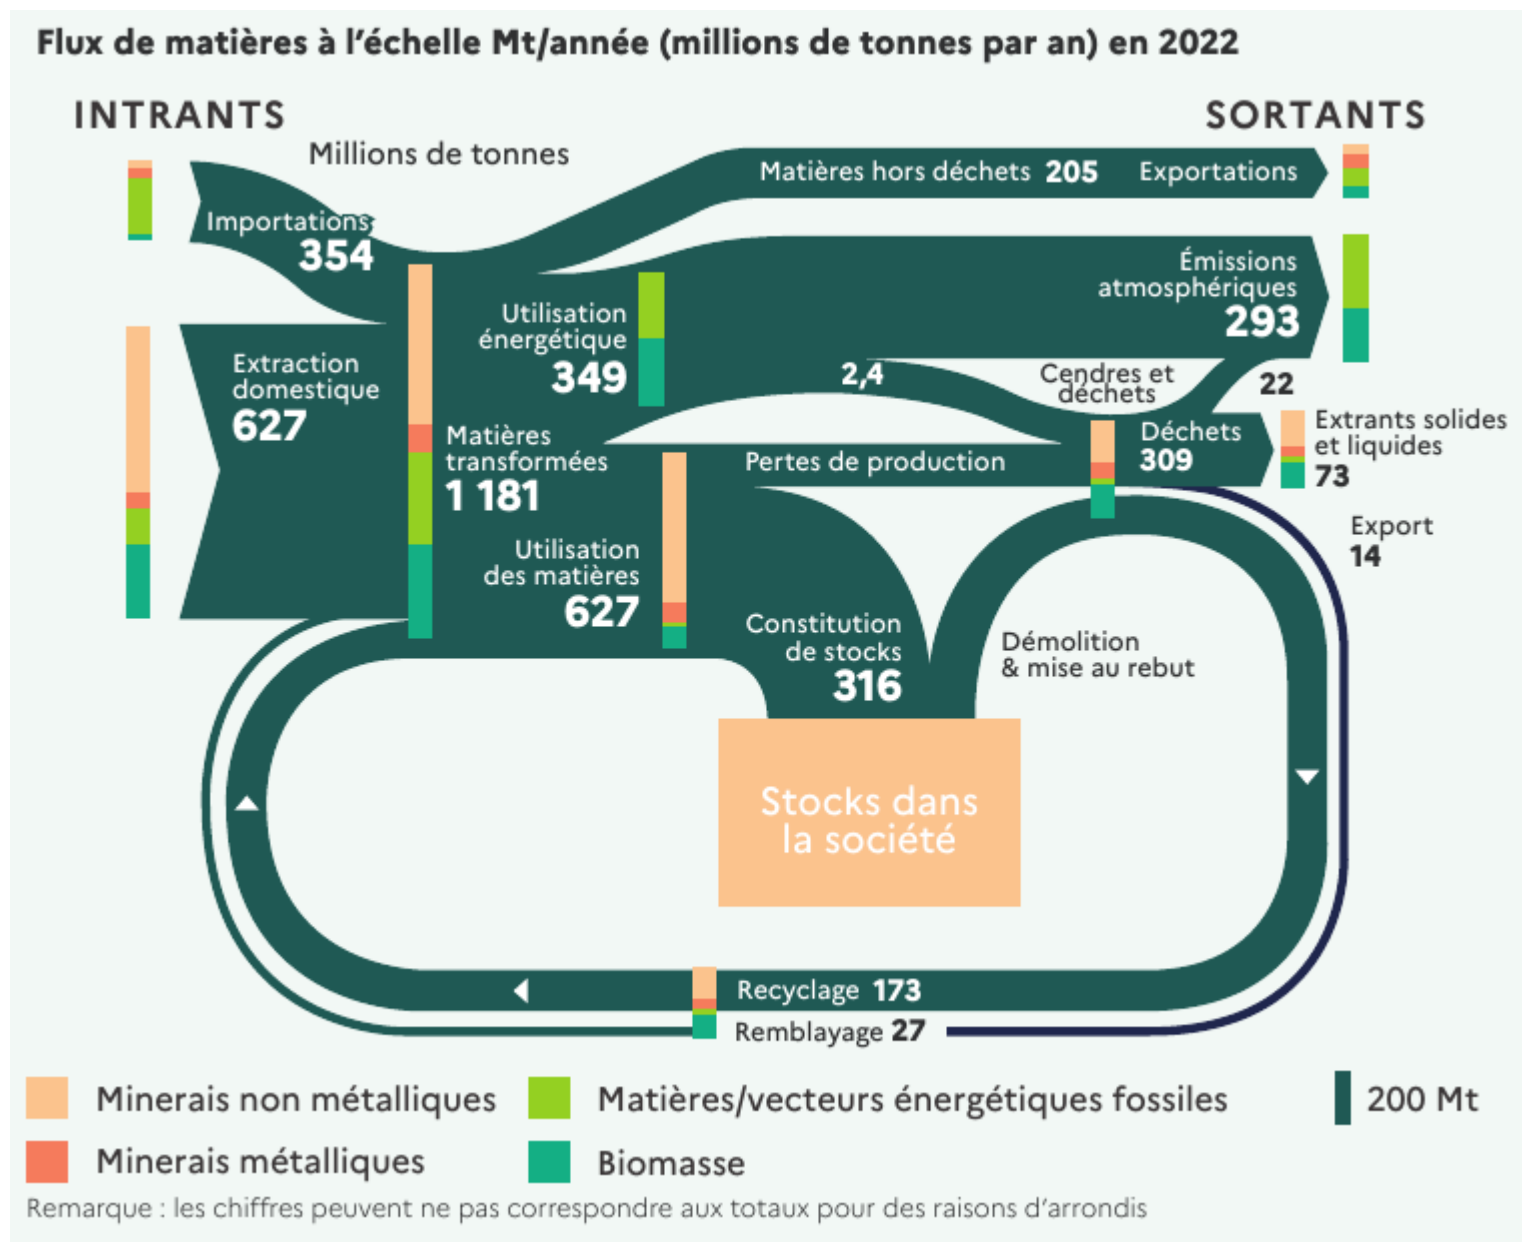 Flux de matières à l'échelle Mt/année (millions de tonnes par an) en 2022
INTRANTS
SORTANTS
Millions de tonnes
Matières hors déchets 205 Exportations
Importations
354
Émissions
atmosphériques
293
Utilisation
énergétique
349
Extraction
domestique
627
2,4
Cendres et
déchets
22
Matières
transformées
1 181
Pertes de production
Déchets
309
Extrants solides
et liquides
73
Export
14
Utilisation
des matières
627
Constitution
de stocks
316
Démolition
& mise au rebut
Stocks dans
la société
Recyclage 173
Remblayage 27
Minerais non métalliques
Matières/vecteurs énergétiques fossiles
200 Mt
Minerais métalliques
Biomasse
Remarque : les chiffres peuvent ne pas correspondre aux totaux pour des raisons d'arrondis